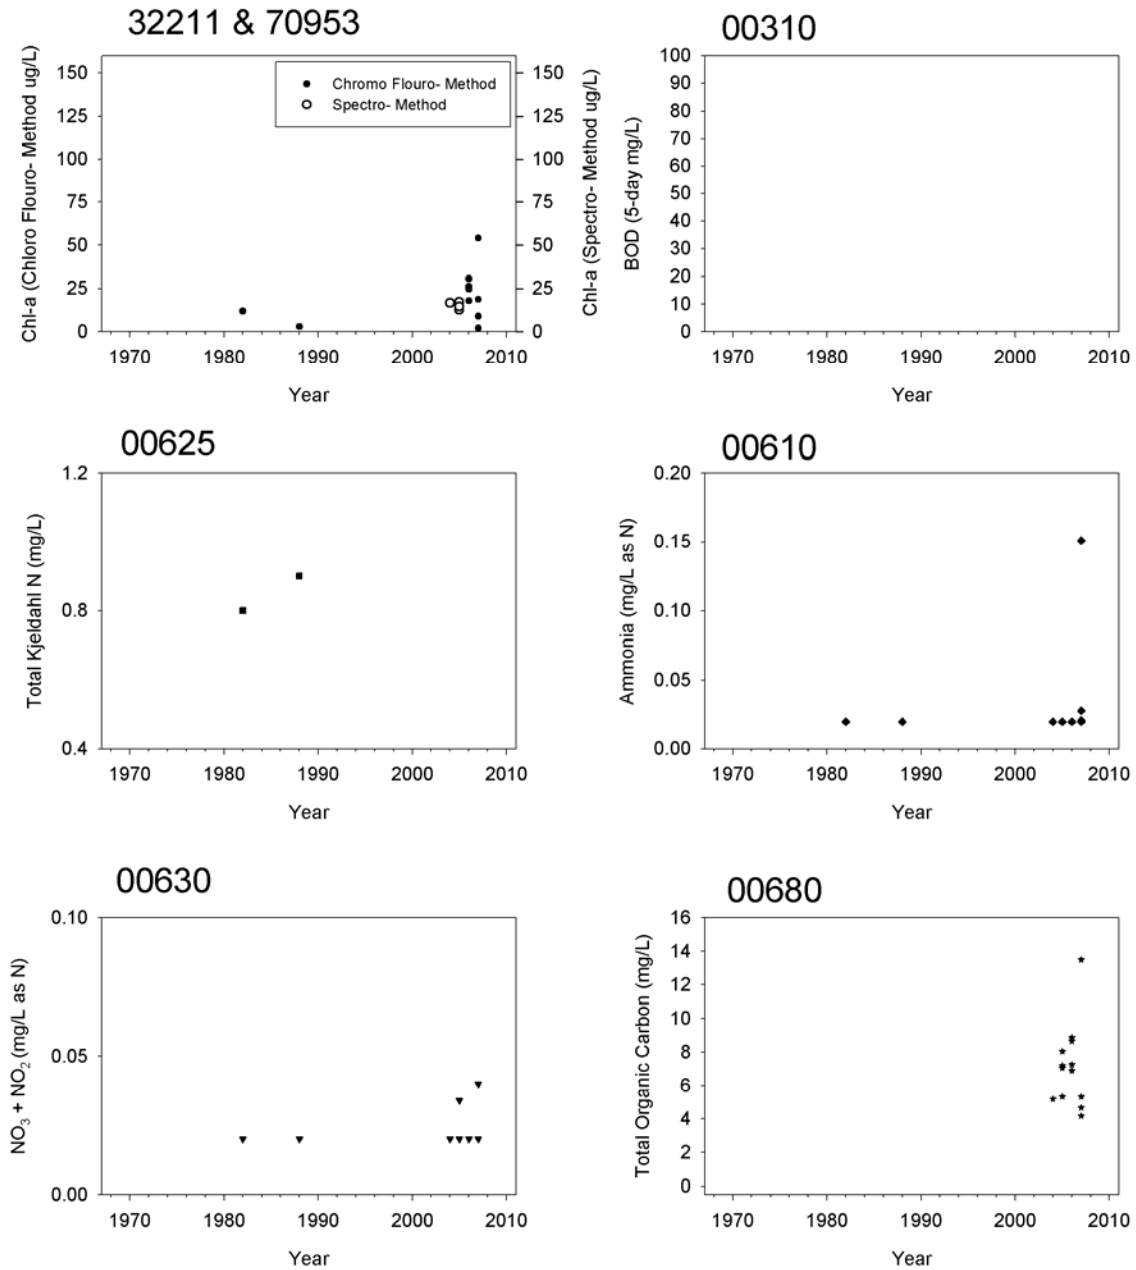 32211 & 70953
Chl-a (Chloro Flouro- Method ug/L)
150
125
100
75
50
25
0
Chromo Flouro- Method
Spectro- Method
150
125
100
75
50
25
0
Chl-a (Spectro- Method ug/L)
1970 1980 1990 2000 2010
Year
00310
BOD (5-day mg/L)
100
90
80
70
60
50
40
30
20
10
0
1970 1980 1990 2000 2010
Year
00625
Total Kjeldahl N (mg/L)
1.2
0.8
0.4
1970 1980 1990 2000 2010
Year
00610
Ammonia (mg/L as N)
0.20
0.15
0.10
0.05
0.00
1970 1980 1990 2000 2010
Year
00630
NO3 + NO2 (mg/L as N)
0.10
0.05
0.00
1970 1980 1990 2000 2010
Year
00680
Total Organic Carbon (mg/L)
16
14
12
10
8
6
4
2
0
1970 1980 1990 2000 2010
Year